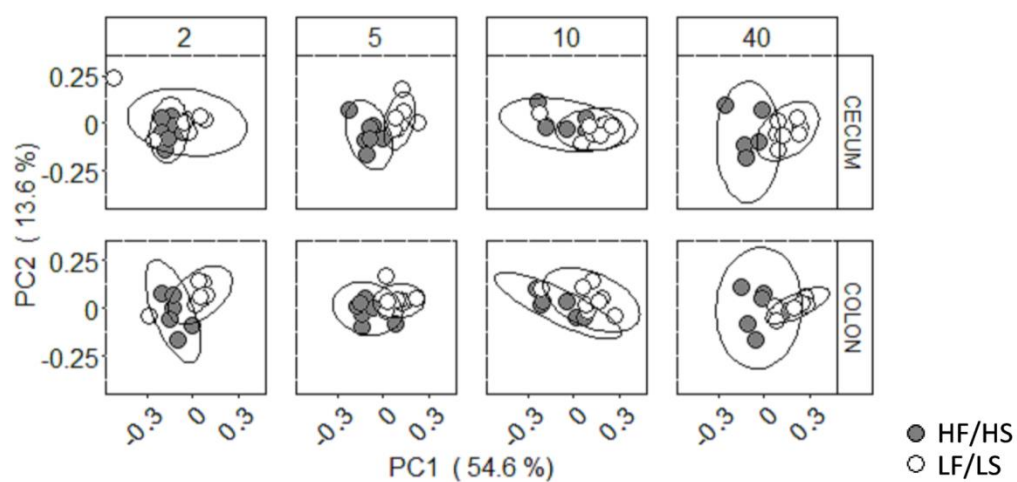 2 5 10 40
0.25
0
-0.25
CECUM
0.25
0
-0.25
COLON
PC2 ( 13.6 %)
-0.3 0 0.3 -0.3 0 0.3 -0.3 0 0.3 -0.3 0 0.3
PC1 ( 54.6 %)
HF/HS
LF/LS